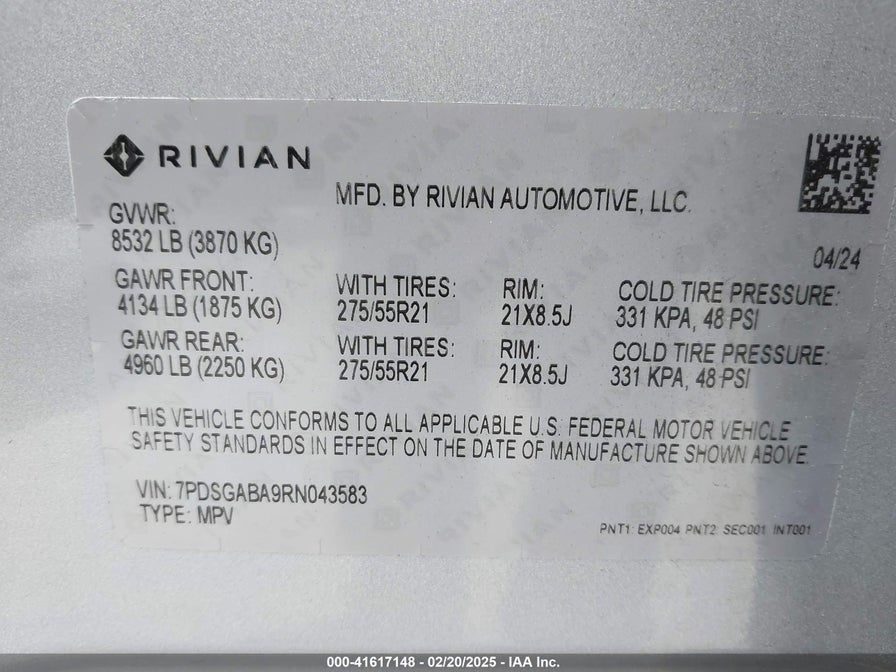 RIVIAN
MFD. BY RIVIAN AUTOMOTIVE, LLC.
GVWR:
8532 LB (3870 KG)
04/24
GAWR FRONT: WITH TIRES: RIM: COLD TIRE PRESSURE:
4134 LB (1875 KG) 275/55R21 21X8.5J 331 KPA, 48 PSI
GAWR REAR: WITH TIRES: RIM: COLD TIRE PRESSURE:
4960 LB (2250 KG) 275/55R21 21X8.5J 331 KPA, 48 PSI
THIS VEHICLE CONFORMS TO ALL APPLICABLE U.S. FEDERAL MOTOR VEHICLE
SAFETY STANDARDS IN EFFECT ON THE DATE OF MANUFACTURE SHOWN ABOVE.
VIN: 7PDSGABA9RN043583
TYPE: MPV
PNT1: EXP004 PNT2: SEC001 INT001
000-41617148 - 02/20/2025 - IAA Inc.